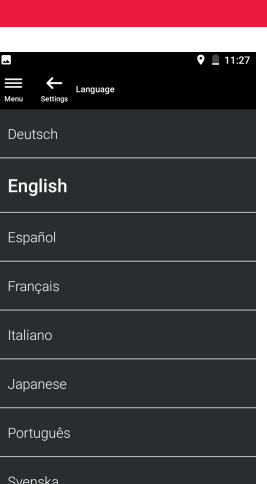 11:27
Menu
Settings
Language
Deutsch
English
Español
Français
Italiano
Japanese
Português
Svenska